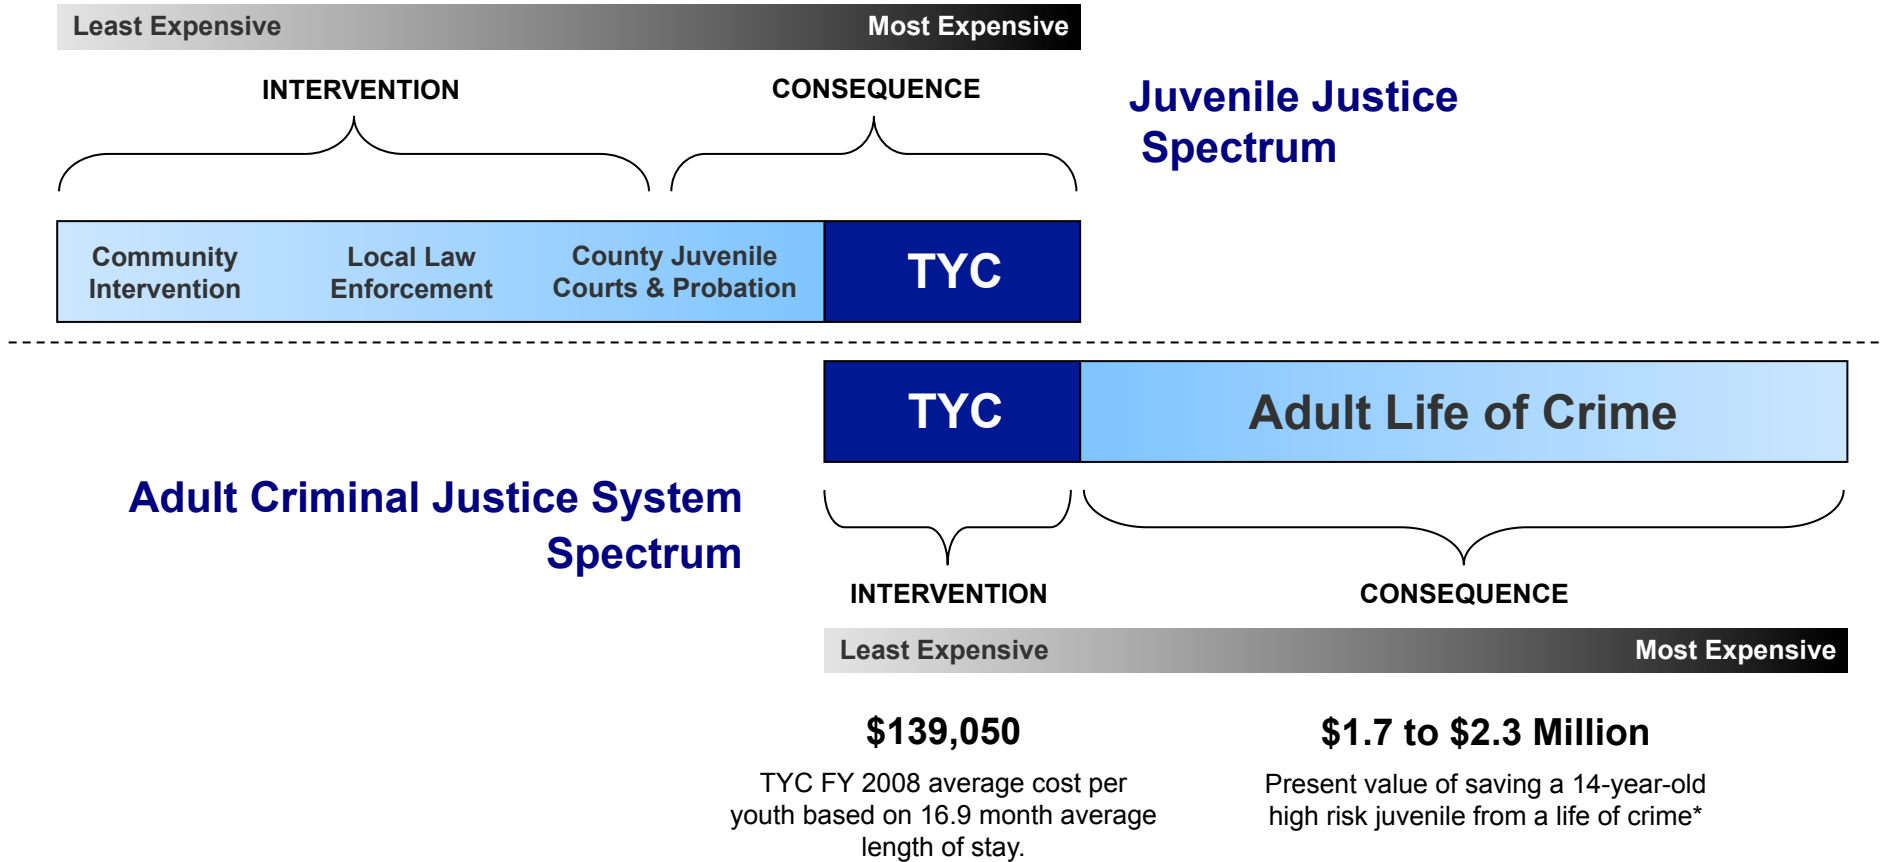 Least Expensive
Most Expensive
INTERVENTION
CONSEQUENCE
Juvenile Justice
Spectrum
Community
Intervention
Local Law
Enforcement
County Juvenile
Courts & Probation
TYC
TYC
Adult Life of Crime
Adult Criminal Justice System
Spectrum
INTERVENTION
CONSEQUENCE
Least Expensive
Most Expensive
$139,050
TYC FY 2008 average cost per
youth based on 16.9 month average
length of stay.
$1.7 to $2.3 Million
Present value of saving a 14-year-old
high risk juvenile from a life of crime*